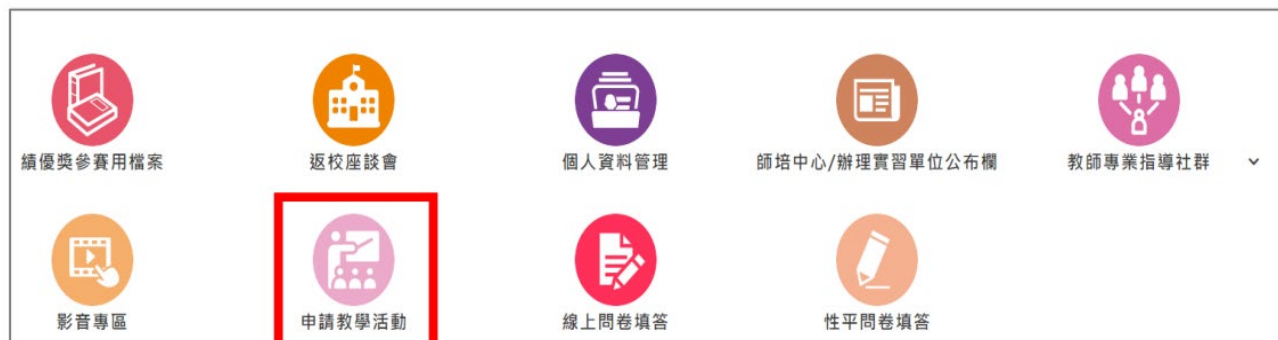 績優獎參賽用檔案
返校座談會
個人資料管理
師培中心/辦理實習單位公布欄
教師專業指導社群
影音專區
申請教學活動
線上問卷填答
性平問卷填答